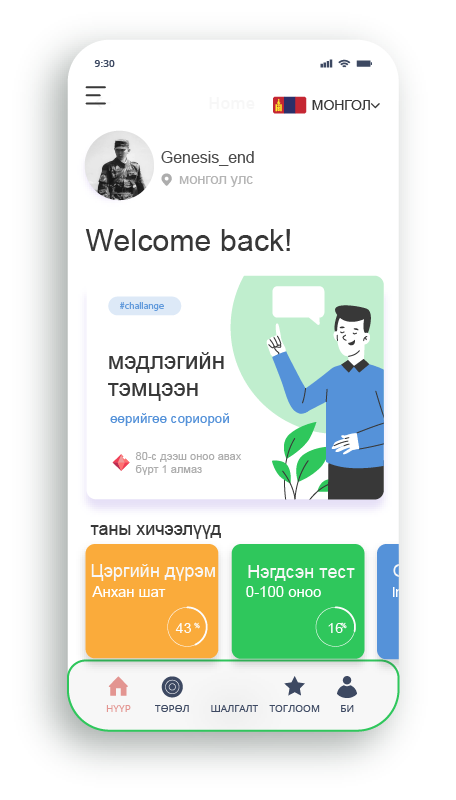 9:30
Home
МОНГОЛ
Genesis_end
монгол улс
Welcome back!
#challange
мэдлэгийн
тэмцээн
өөрийгөө сориорой
80-с дээш оноо авах
бүрт 1 алмаз
таны хичээлүүд
Цэргийн дүрэм
Анхан шат
43 %
Нэгдсэн тест
0-100 оноо
16%
НҮҮР
ТӨРӨЛ
ШАЛГАЛТ
ТОГЛООМ
БИ